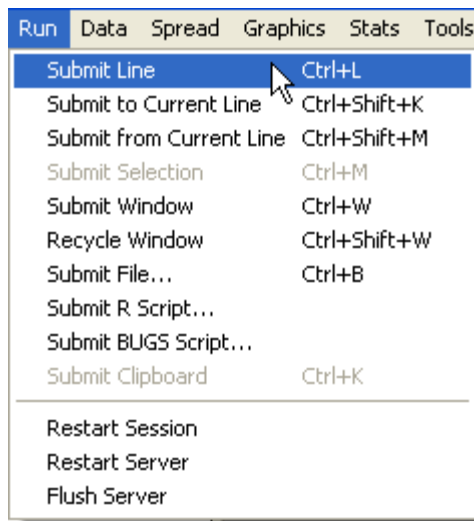 Run Data Spread Graphics Stats Tools
Submit Line Ctrl+L
Submit to Current Line Ctrl+Shift+K
Submit from Current Line Ctrl+Shift+M
Submit Selection Ctrl+M
Submit Window Ctrl+W
Recycle Window Ctrl+Shift+W
Submit File... Ctrl+B
Submit R Script...
Submit BUGS Script...
Submit Clipboard Ctrl+K
Restart Session
Restart Server
Flush Server